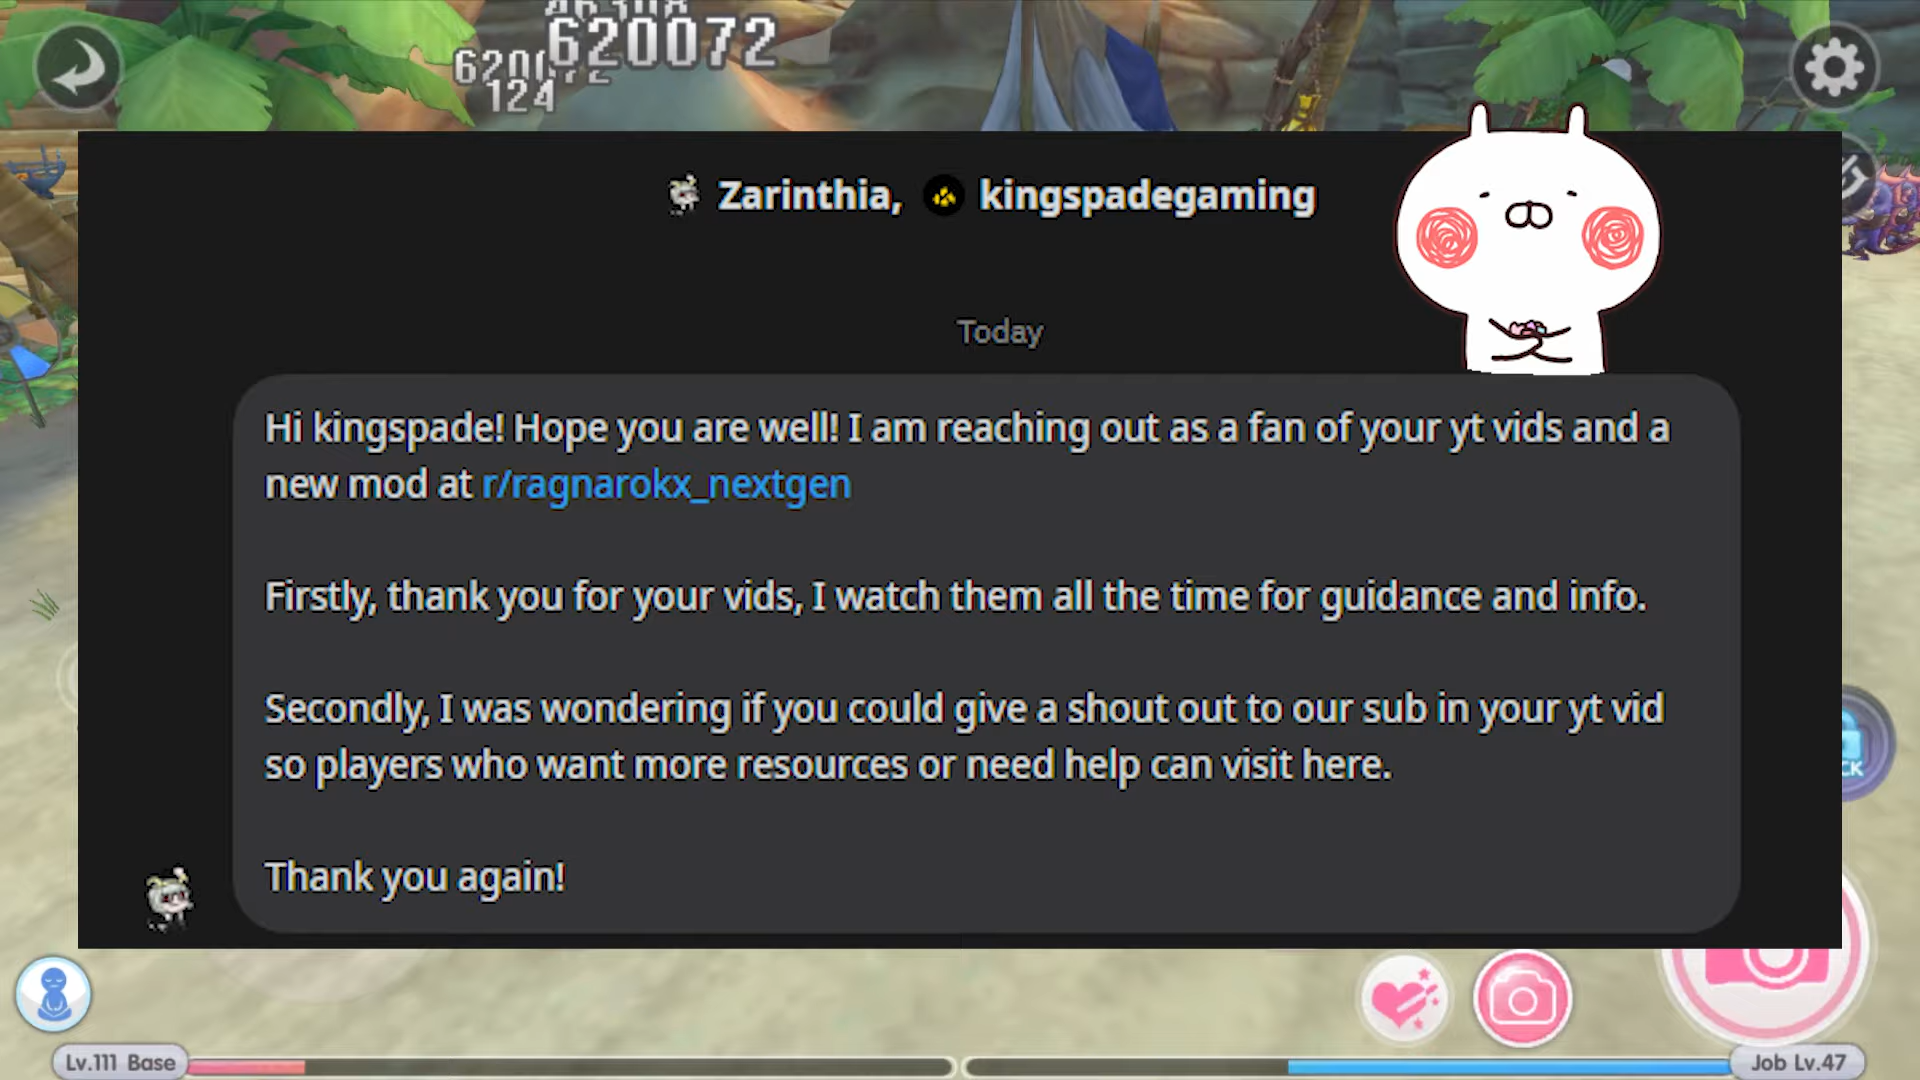 620072
124
Zarinthia, kingspadegaming
Today
Hi kingspade! Hope you are well! I am reaching out as a fan of your yt vids and a
new mod at r/ragnarokx_nextgen
Firstly, thank you for your vids, I watch them all the time for guidance and info.
Secondly, I was wondering if you could give a shout out to our sub in your yt vid
so players who want more resources or need help can visit here.
Thank you again!
CK
Lv.111 Base
Job Lv.47